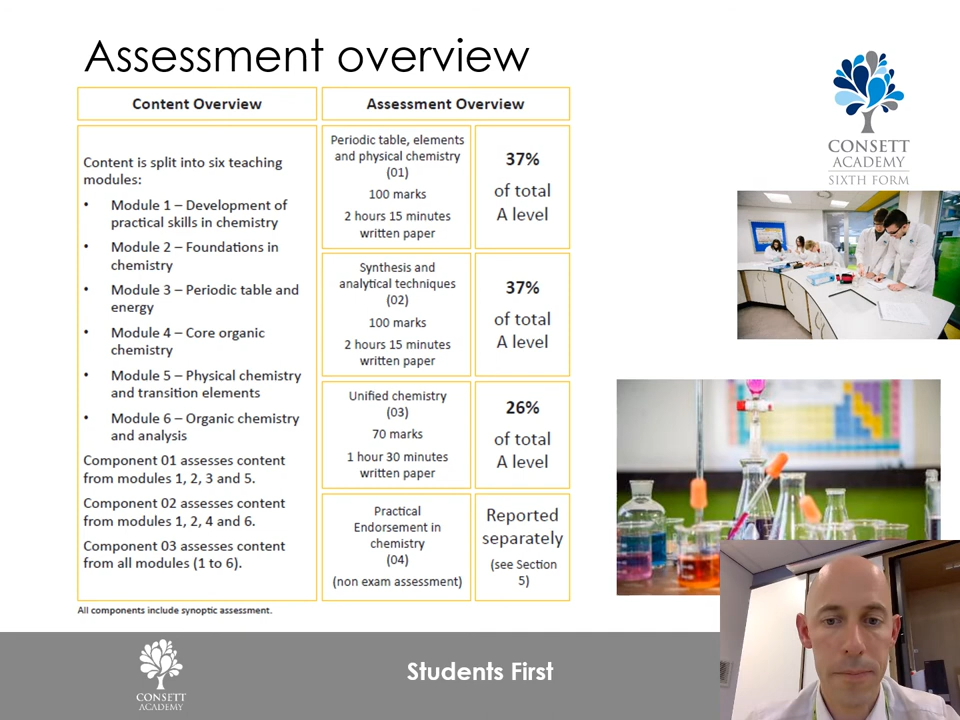 Assessment overview
Content Overview
Assessment Overview
Content is split into six teaching
modules:
• Module 1 – Development of
practical skills in chemistry
• Module 2 – Foundations in
chemistry
• Module 3 – Periodic table and
energy
• Module 4 – Core organic
chemistry
• Module 5 – Physical chemistry
and transition elements
• Module 6 – Organic chemistry
and analysis
Component 01 assesses content
from modules 1, 2, 3 and 5.
Component 02 assesses content
from modules 1, 2, 4 and 6.
Component 03 assesses content
from all modules (1 to 6).
Periodic table, elements
and physical chemistry
(01)
100 marks
2 hours 15 minutes
written paper
37%
of total
A level
Synthesis and
analytical techniques
(02)
100 marks
2 hours 15 minutes
written paper
37%
of total
A level
Unified chemistry
(03)
70 marks
1 hour 30 minutes
written paper
26%
of total
A level
Practical
Endorsement in
chemistry
(04)
(non exam assessment)
Reported
separately
(see Section
5)
All components include synoptic assessment.
CONSETT
ACADEMY
SIXTH FORM
CONSETT
ACADEMY
Students First